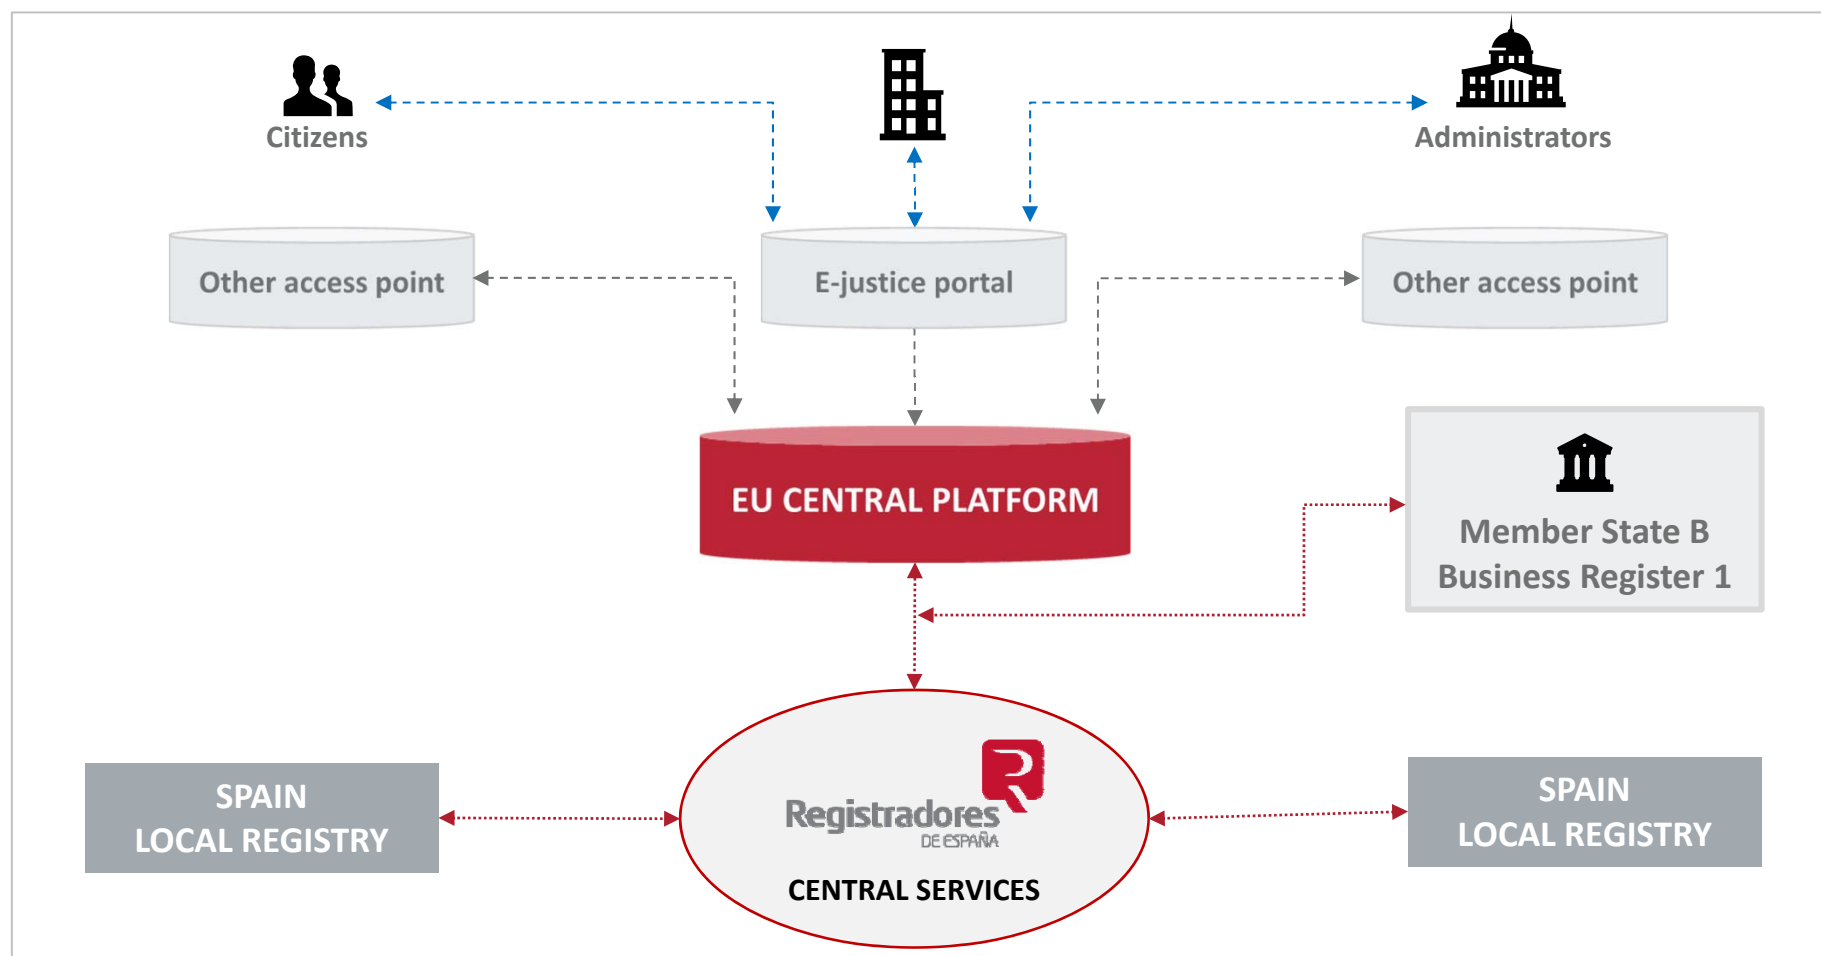 Citizens
Administrators
Other access point
E-justice portal
Other access point
EU CENTRAL PLATFORM
Member State B
Business Register 1
SPAIN
LOCAL REGISTRY
Registradores
DE ESPAÑA
CENTRAL SERVICES
SPAIN
LOCAL REGISTRY